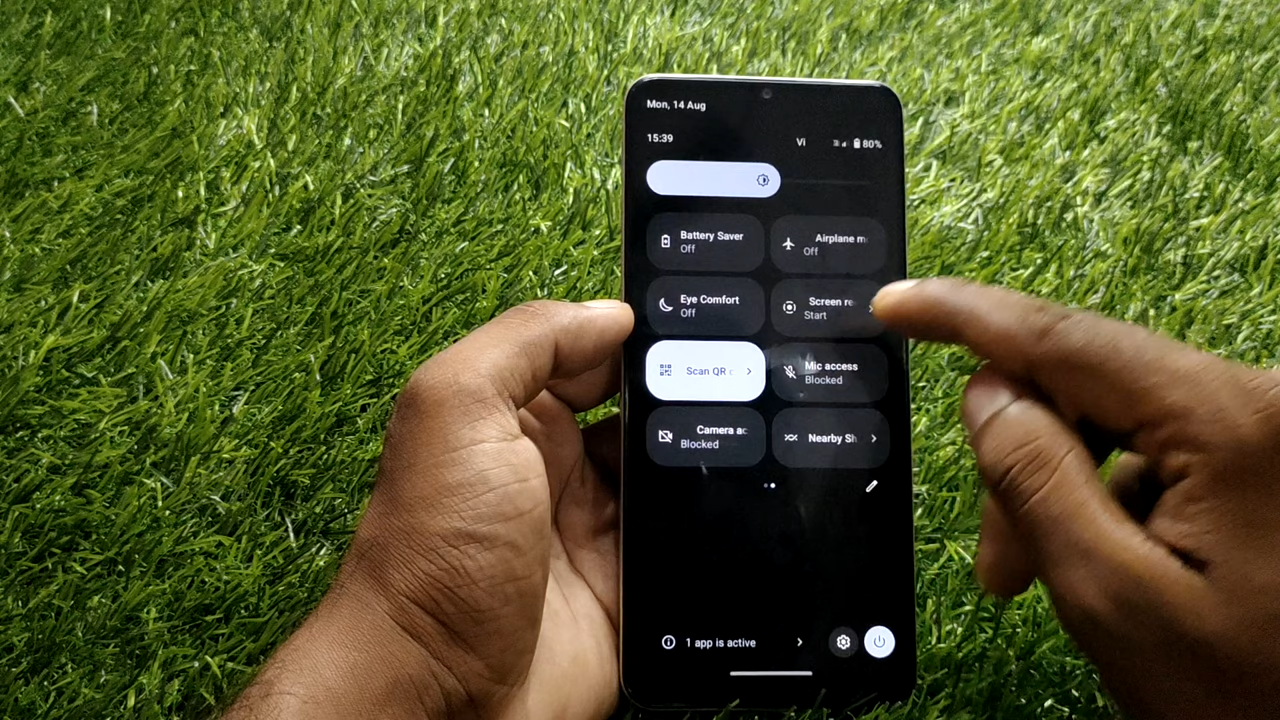 Mon, 14 Aug
15:39 Vi 80%
Battery Saver
Off
Airplane m
Off
Eye Comfort
Off
Screen re
Start
Scan QR c
Mic access
Blocked
Camera ac
Blocked
Nearby Sh
1 app is active